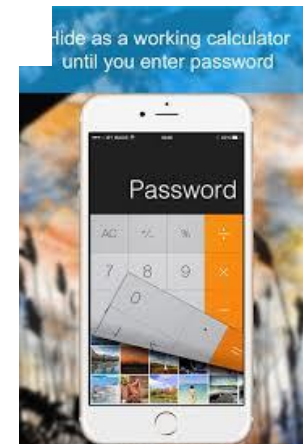 Hide as a working calculator
until you enter password
Password
AC +/- % ÷
7 8 9 ×
−
0 .
=